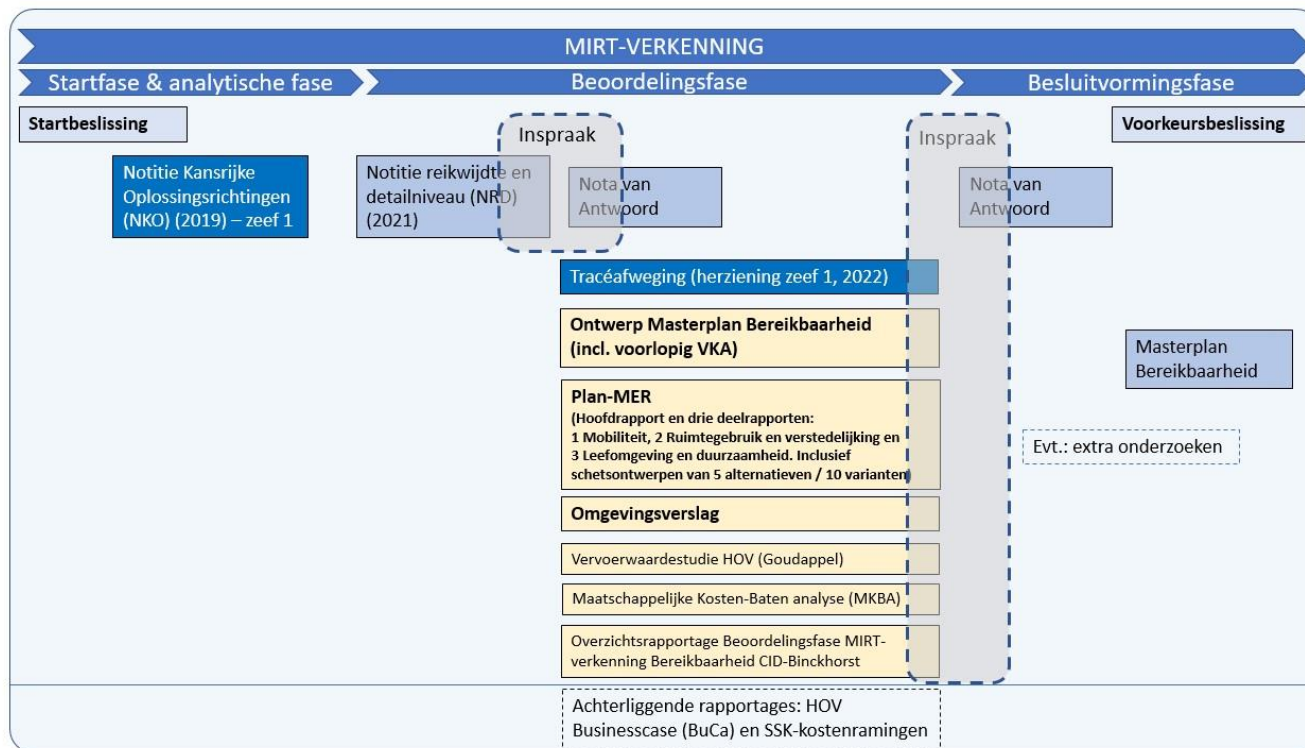 MIRT-VERKENNING
Startfase & analytische fase
Beoordelingsfase
Besluitvormingsfase
Startbeslissing
Voorkeursbeslissing
Inspraak
Inspraak
Notitie Kansrijke
Oplossingsrichtingen
(NKO) (2019) – zeef 1
Notitie reikwijdte en
detailniveau (NRD)
(2021)
Nota van
Antwoord
Nota van
Antwoord
Tracéafweging (herziening zeef 1, 2022)
Ontwerp Masterplan Bereikbaarheid
(incl. voorlopig VKA)
Masterplan
Bereikbaarheid
Plan-MER
(Hoofdrapport en drie deelrapporten:
1 Mobiliteit, 2 Ruimtegebruik en verstedelijking en
3 Leefomgeving en duurzaamheid. Inclusief
schetsontwerpen van 5 alternatieven / 10 varianten)
Evt.: extra onderzoeken
Omgevingsverslag
Vervoerwaardestudie HOV (Goudappel)
Maatschappelijke Kosten-Baten analyse (MKBA)
Overzichtsrapportage Beoordelingsfase MIRT-
verkenning Bereikbaarheid CID-Binckhorst
Achterliggende rapportages: HOV
Businesscase (BuCa) en SSK-kostenramingen